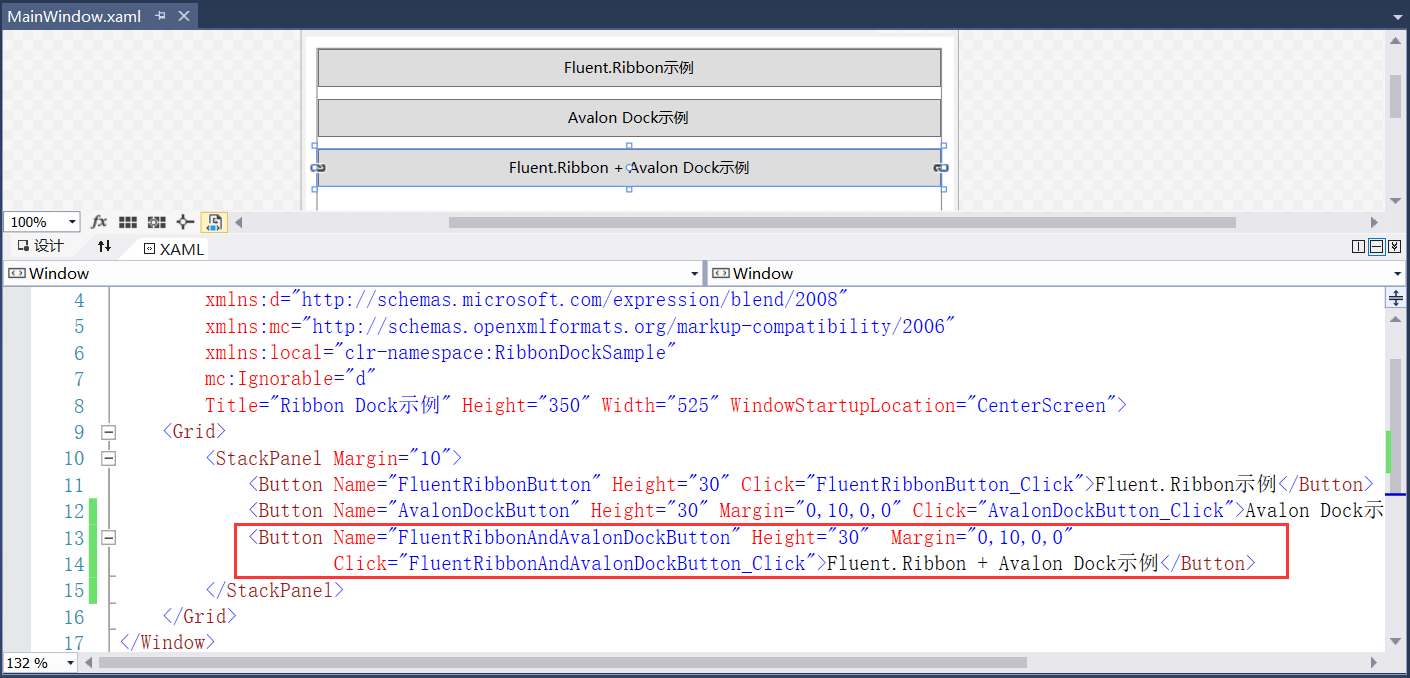 MainWindow.xaml
Fluent.Ribbon示例
Avalon Dock示例
Fluent.Ribbon + Avalon Dock示例
100%
fx
设计
XAML
Window
Window
4 xmlns:d="http://schemas.microsoft.com/expression/blend/2008"
5 xmlns:mc="http://schemas.openxmlformats.org/markup-compatibility/2006"
6 xmlns:local="clr-namespace:RibbonDockSample"
7 mc:Ignorable="d"
8 Title="Ribbon Dock示例" Height="350" Width="525" WindowStartupLocation="CenterScreen">
9 <Grid>
10 <StackPanel Margin="10">
11 <Button Name="FluentRibbonButton" Height="30" Click="FluentRibbonButton_Click">Fluent.Ribbon示例</Button>
12 <Button Name="AvalonDockButton" Height="30" Margin="0,10,0,0" Click="AvalonDockButton_Click">Avalon Dock示
13 <Button Name="FluentRibbonAndAvalonDockButton" Height="30"  Margin="0,10,0,0"
14 Click="FluentRibbonAndAvalonDockButton_Click">Fluent.Ribbon + Avalon Dock示例</Button>
15 </StackPanel>
16 </Grid>
17 </Window>
132 %